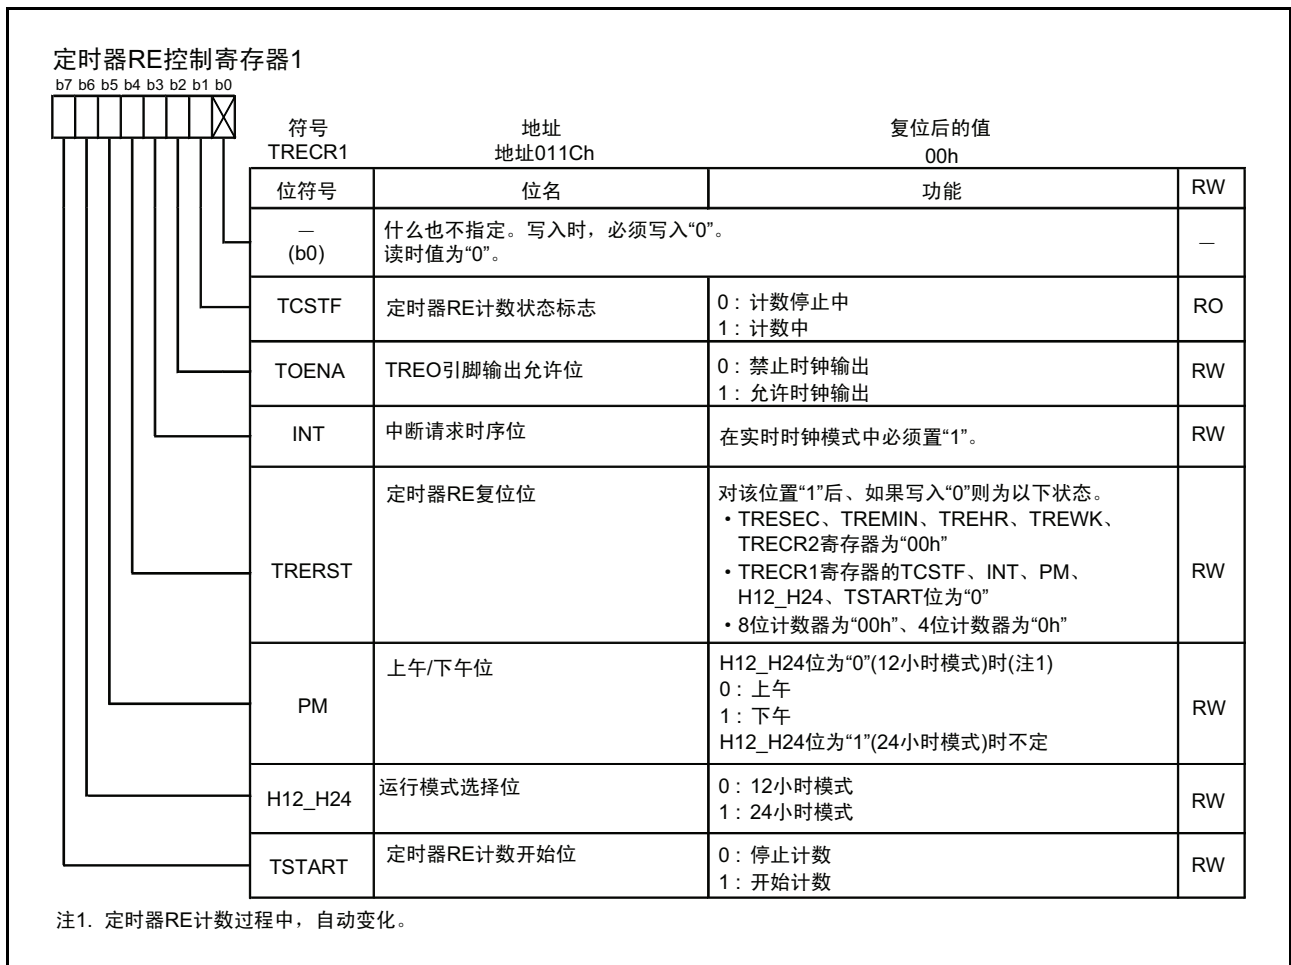 定时器RE控制寄存器1
b7 b6 b5 b4 b3 b2 b1 b0
符号 地址 复位后的值
TRECR1 地址011Ch 00h
位符号 位名 功能 RW
—
(b0)
什么也不指定。写入时，必须写入“0”。
读时值为“0”。
—
TCSTF 定时器RE计数状态标志
0：计数停止中
1：计数中
RO
TOENA TREO引脚输出允许位
0：禁止时钟输出
1：允许时钟输出
RW
INT 中断请求时序位 在实时时钟模式中必须置“1”。 RW
TRERST 定时器RE复位位
对该位置“1”后、如果写入“0”则为以下状态。
・TRESEC、TREMIN、TREHR、TREWK、
TRECR2寄存器为“00h”
・TRECR1寄存器的TCSTF、INT、PM、
H12_H24、TSTART位为“0”
・8位计数器为“00h”、4位计数器为“0h”
RW
PM 上午/下午位
H12_H24位为“0”(12小时模式)时(注1)
0：上午
1：下午
H12_H24位为“1”(24小时模式)时不定
RW
H12_H24 运行模式选择位
0：12小时模式
1：24小时模式
RW
TSTART 定时器RE计数开始位
0：停止计数
1：开始计数
RW
注1. 定时器RE计数过程中，自动变化。